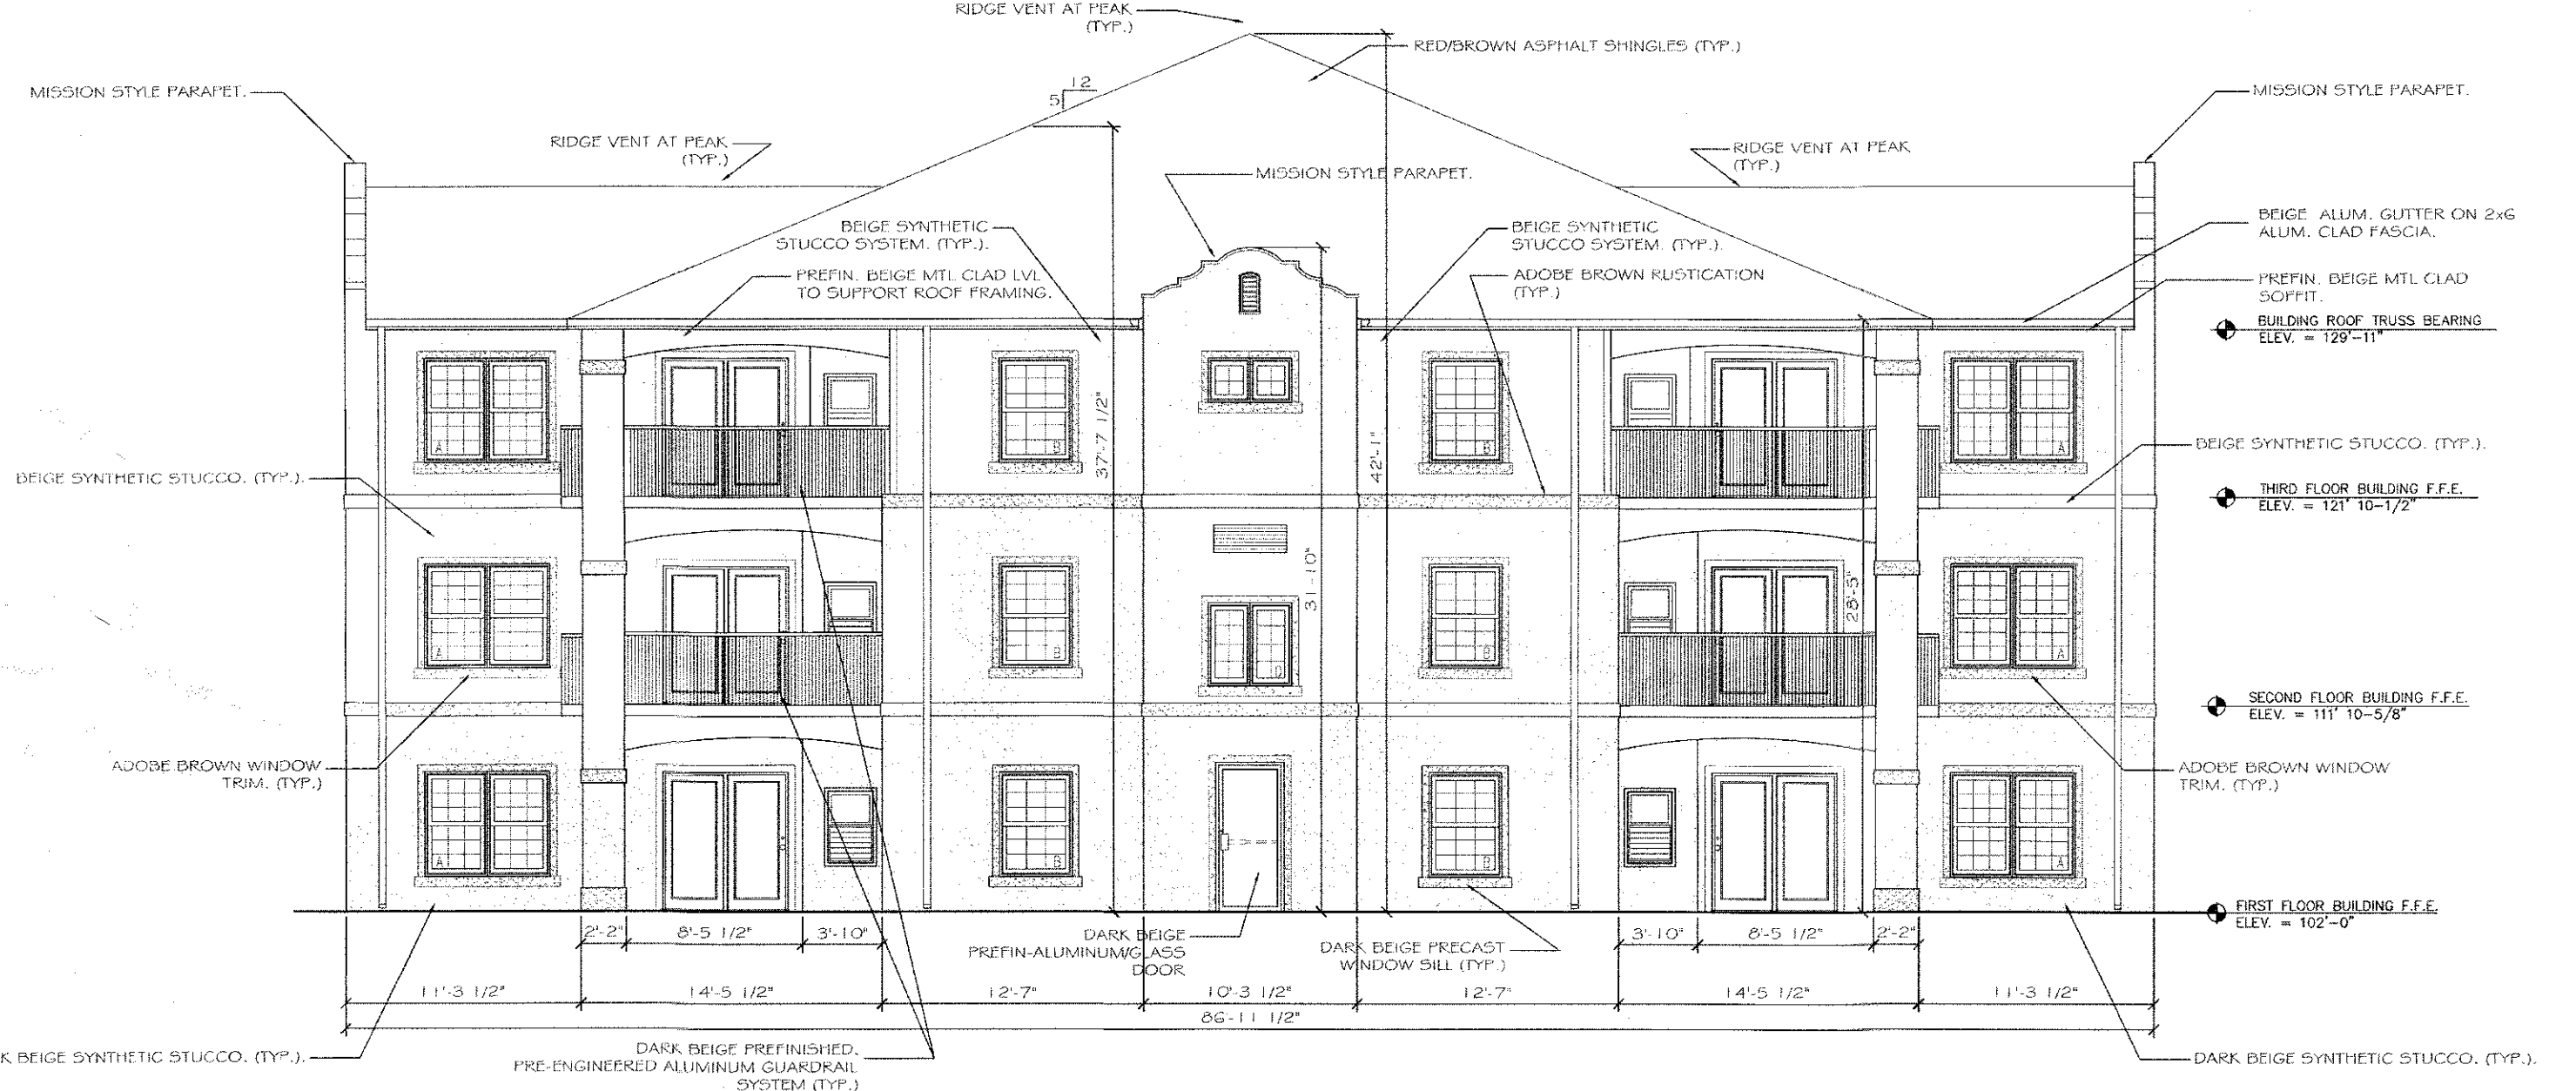 RIDGE VENT AT PEAK
(TYP.)
RED/BROWN ASPHALT SHINGLES (TYP.)
MISSION STYLE PARAPET.
12
5
MISSION STYLE PARAPET.
RIDGE VENT AT PEAK
(TYP.)
RIDGE VENT AT PEAK
(TYP.)
MISSION STYLE PARAPET.
BEIGE SYNTHETIC
STUCCO SYSTEM. (TYP.).
BEIGE SYNTHETIC
STUCCO SYSTEM. (TYP.).
BEIGE ALUM. GUTTER ON 2x6
ALUM. CLAD FASCIA.
PREFIN. BEIGE MTL CLAD LVL
TO SUPPORT ROOF FRAMING.
ADOBE BROWN RUSTICATION
(TYP.)
PREFIN. BEIGE MTL CLAD
SOFFIT.
BUILDING ROOF TRUSS BEARING
ELEV. = 129'-11"
37'-7 1/2"
42'-1"
A
B
B
A
BEIGE SYNTHETIC STUCCO. (TYP.).
BEIGE SYNTHETIC STUCCO. (TYP.).
THIRD FLOOR BUILDING F.F.E.
ELEV. = 121' 10-1/2"
31'-10"
28'-5"
A
B
D
B
A
SECOND FLOOR BUILDING F.F.E.
ELEV. = 111' 10-5/8"
ADOBE BROWN WINDOW
TRIM. (TYP.)
ADOBE BROWN WINDOW
TRIM. (TYP.)
A
B
B
A
FIRST FLOOR BUILDING F.F.E.
ELEV. = 102'-0"
2'-2"
8'-5 1/2"
3'-10"
DARK BEIGE
PREFIN-ALUMINUM/GLASS
DOOR
DARK BEIGE PRECAST
WINDOW SILL (TYP.)
3'-10"
8'-5 1/2"
2'-2"
11'-3 1/2"
14'-5 1/2"
12'-7"
10'-3 1/2"
12'-7"
14'-5 1/2"
11'-3 1/2"
86'-11 1/2"
K BEIGE SYNTHETIC STUCCO. (TYP.).
DARK BEIGE PREFINISHED,
PRE-ENGINEERED ALUMINUM GUARDRAIL
SYSTEM (TYP.)
DARK BEIGE SYNTHETIC STUCCO. (TYP.).